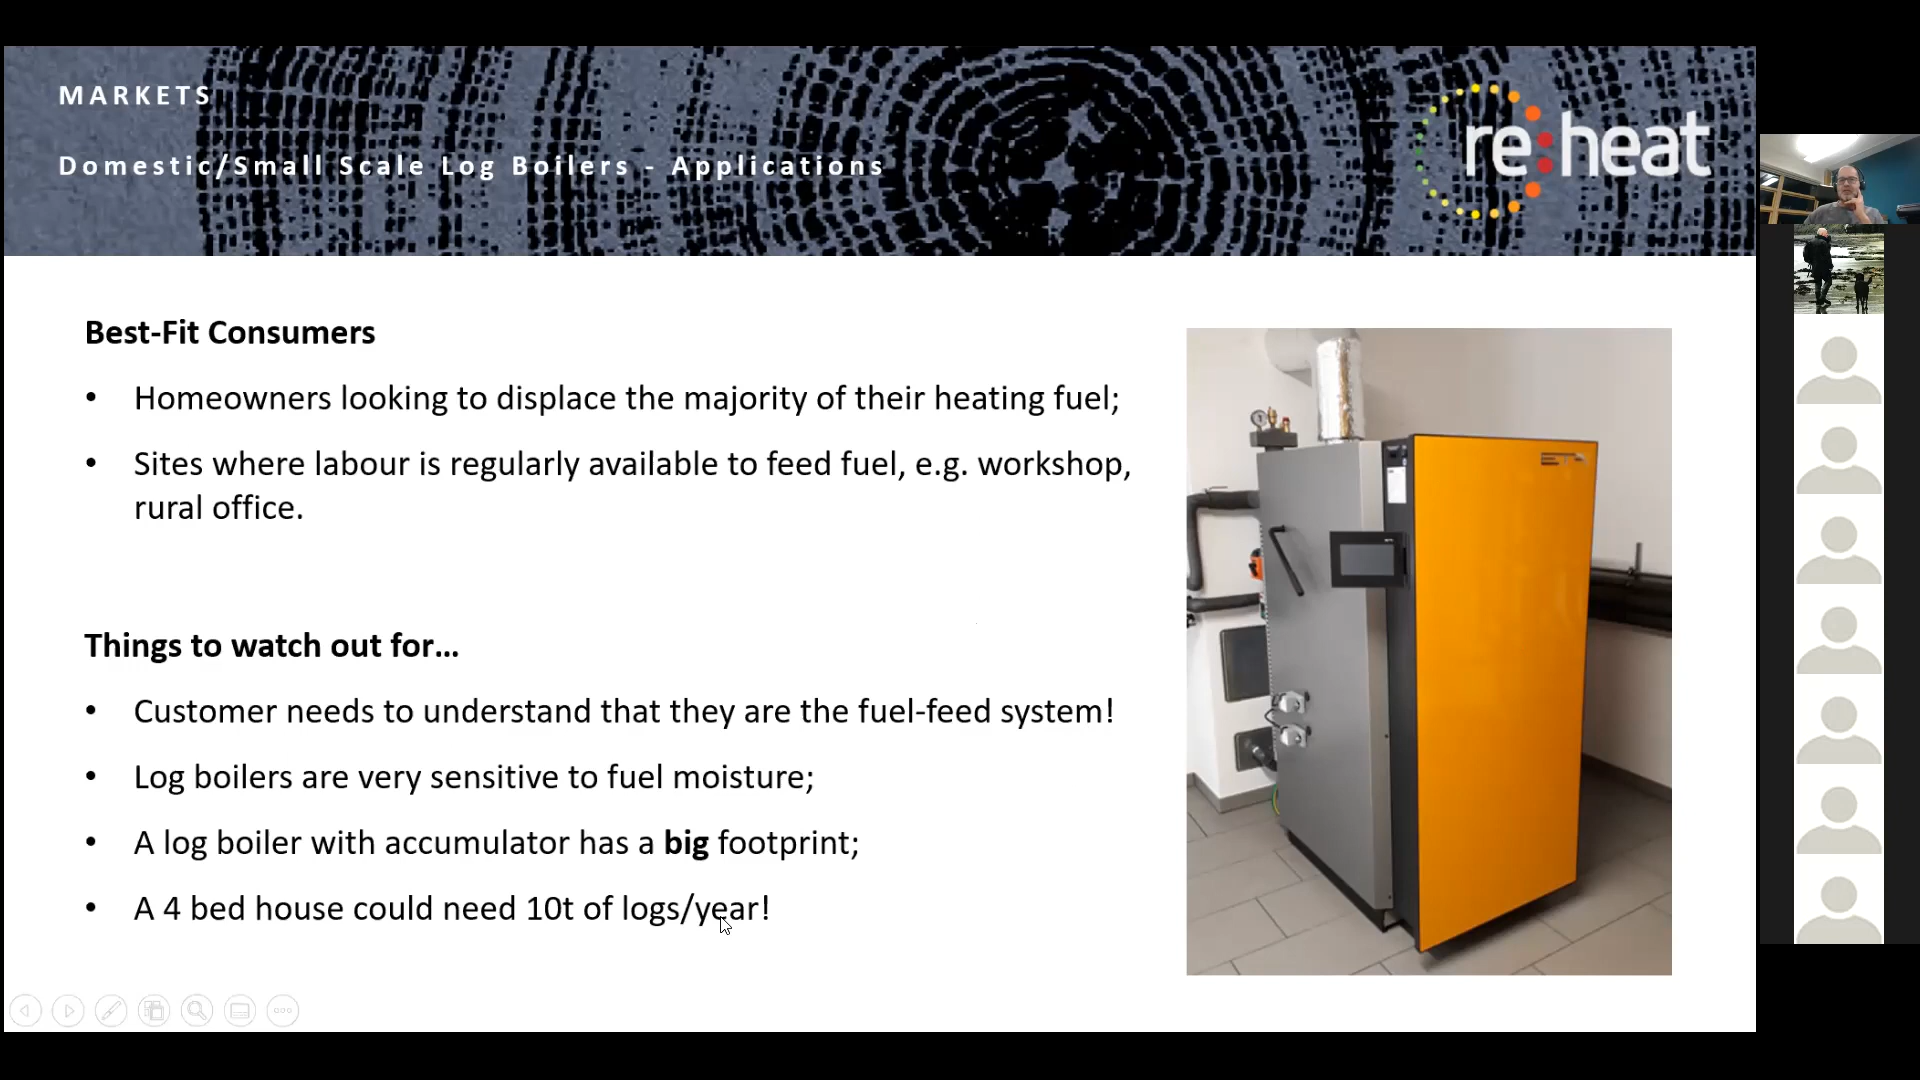 MARKETS
Domestic/Small Scale Log Boilers - Applications
re:heat
Best-Fit Consumers
• Homeowners looking to displace the majority of their heating fuel;
• Sites where labour is regularly available to feed fuel, e.g. workshop,
rural office.
Things to watch out for...
• Customer needs to understand that they are the fuel-feed system!
• Log boilers are very sensitive to fuel moisture;
• A log boiler with accumulator has a big footprint;
• A 4 bed house could need 10t of logs/year!
ETA